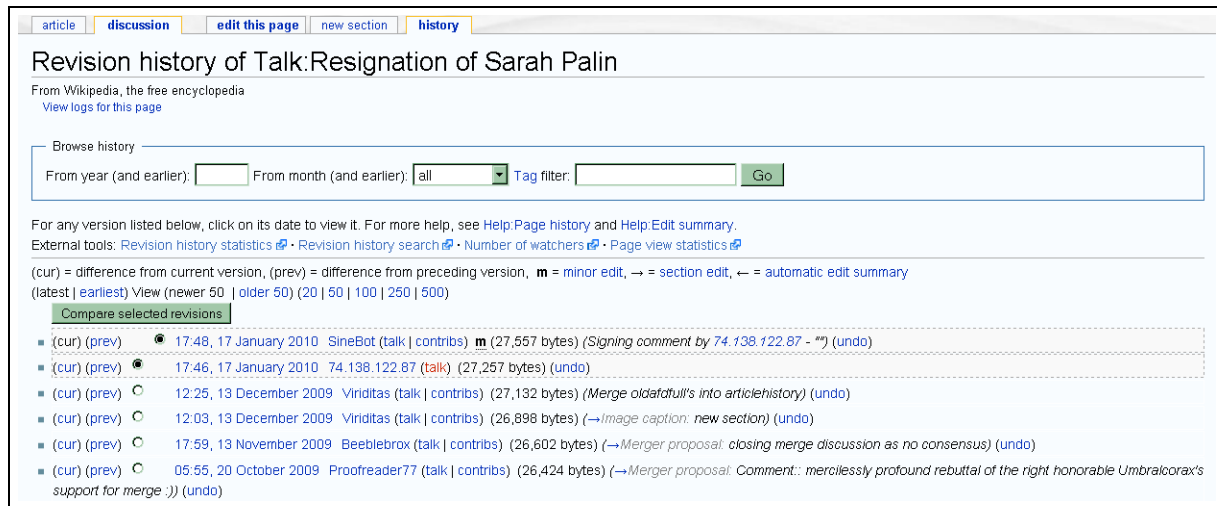 article discussion edit this page new section history
Revision history of Talk:Resignation of Sarah Palin
From Wikipedia, the free encyclopedia
View logs for this page
Browse history
From year (and earlier): From month (and earlier): all Tag filter: Go
For any version listed below, click on its date to view it. For more help, see Help:Page history and Help:Edit summary.
External tools: Revision history statistics · Revision history search · Number of watchers · Page view statistics
(cur) = difference from current version, (prev) = difference from preceding version, m = minor edit, → = section edit, ← = automatic edit summary
(latest | earliest) View (newer 50 | older 50) (20 | 50 | 100 | 250 | 500)
Compare selected revisions
(cur) (prev) 17:48, 17 January 2010 SineBot (talk | contribs) m (27,557 bytes) (Signing comment by 74.138.122.87 - "") (undo)
(cur) (prev) 17:46, 17 January 2010 74.138.122.87 (talk) (27,257 bytes) (undo)
(cur) (prev) 12:25, 13 December 2009 Viriditas (talk | contribs) (27,132 bytes) (Merge oldafdfull's into articlehistory) (undo)
(cur) (prev) 12:03, 13 December 2009 Viriditas (talk | contribs) (26,898 bytes) (→Image caption: new section) (undo)
(cur) (prev) 17:59, 13 November 2009 Beeblebrox (talk | contribs) (26,602 bytes) (→Merger proposal: closing merge discussion as no consensus) (undo)
(cur) (prev) 05:55, 20 October 2009 Proofreader77 (talk | contribs) (26,424 bytes) (→Merger proposal: Comment:: mercilessly profound rebuttal of the right honorable Umbralcorax's
support for merge :)) (undo)